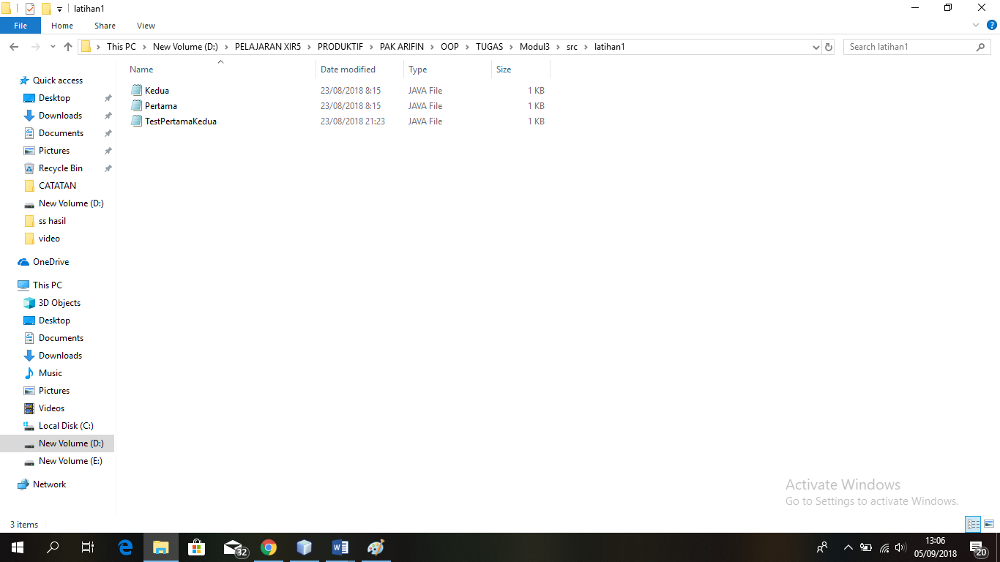 latihan1
File Home Share View
This PC New Volume (D:) PELAJARAN XIR5 PRODUKTIF PAK ARIFIN OOP TUGAS Modul3 src latihan1
Search latihan1
Name Date modified Type Size
Kedua 23/08/2018 8:15 JAVA File 1 KB
Pertama 23/08/2018 8:15 JAVA File 1 KB
TestPertamaKedua 23/08/2018 21:23 JAVA File 1 KB
Quick access
Desktop
Downloads
Documents
Pictures
Recycle Bin
CATATAN
New Volume (D:)
ss hasil
video
OneDrive
This PC
3D Objects
Desktop
Documents
Downloads
Music
Pictures
Videos
Local Disk (C:)
New Volume (D:)
New Volume (E:)
Network
Activate Windows
Go to Settings to activate Windows.
3 items
32
13:06
05/09/2018
20